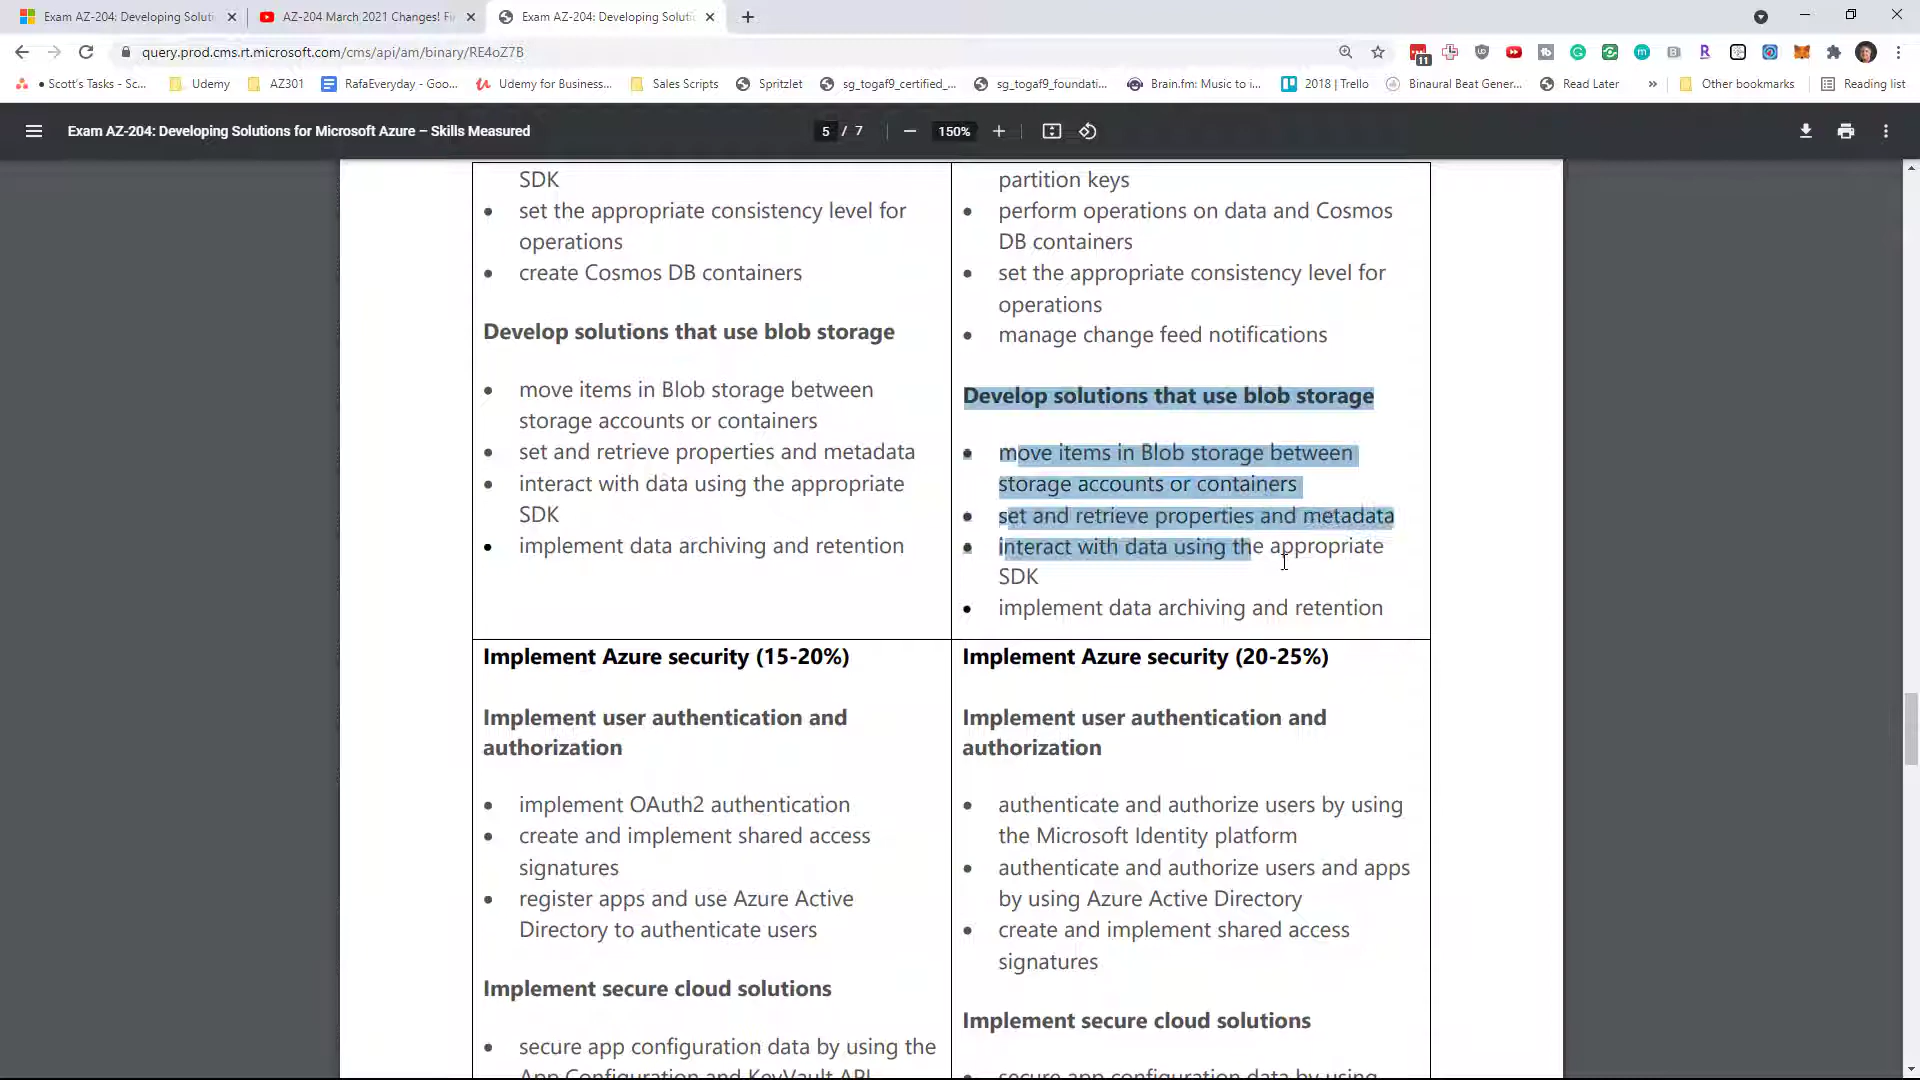 Exam AZ-204: Developing Soluti
AZ-204 March 2021 Changes! Fi
Exam AZ-204: Developing Soluti
query.prod.cms.rt.microsoft.com/cms/api/am/binary/RE4oZ7B
11
Scott's Tasks - Sc...
Udemy
AZ301
RafaEveryday - Goo...
Udemy for Business...
Sales Scripts
Spritzlet
sg_togaf9_certified_...
sg_togaf9_foundati...
Brain.fm: Music to i...
2018 | Trello
Binaural Beat Gener...
Read Later
»
Other bookmarks
Reading list
Exam AZ-204: Developing Solutions for Microsoft Azure – Skills Measured
5 / 7
150%
SDK
• set the appropriate consistency level for
operations
• create Cosmos DB containers
Develop solutions that use blob storage
• move items in Blob storage between
storage accounts or containers
• set and retrieve properties and metadata
• interact with data using the appropriate
SDK
• implement data archiving and retention
partition keys
• perform operations on data and Cosmos
DB containers
• set the appropriate consistency level for
operations
• manage change feed notifications
Develop solutions that use blob storage
• move items in Blob storage between
storage accounts or containers
• set and retrieve properties and metadata
• interact with data using the appropriate
SDK
• implement data archiving and retention
Implement Azure security (15-20%)
Implement user authentication and
authorization
• implement OAuth2 authentication
• create and implement shared access
signatures
• register apps and use Azure Active
Directory to authenticate users
Implement secure cloud solutions
• secure app configuration data by using the
App Configuration and KeyVault API
Implement Azure security (20-25%)
Implement user authentication and
authorization
• authenticate and authorize users by using
the Microsoft Identity platform
• authenticate and authorize users and apps
by using Azure Active Directory
• create and implement shared access
signatures
Implement secure cloud solutions
• secure app configuration data by using